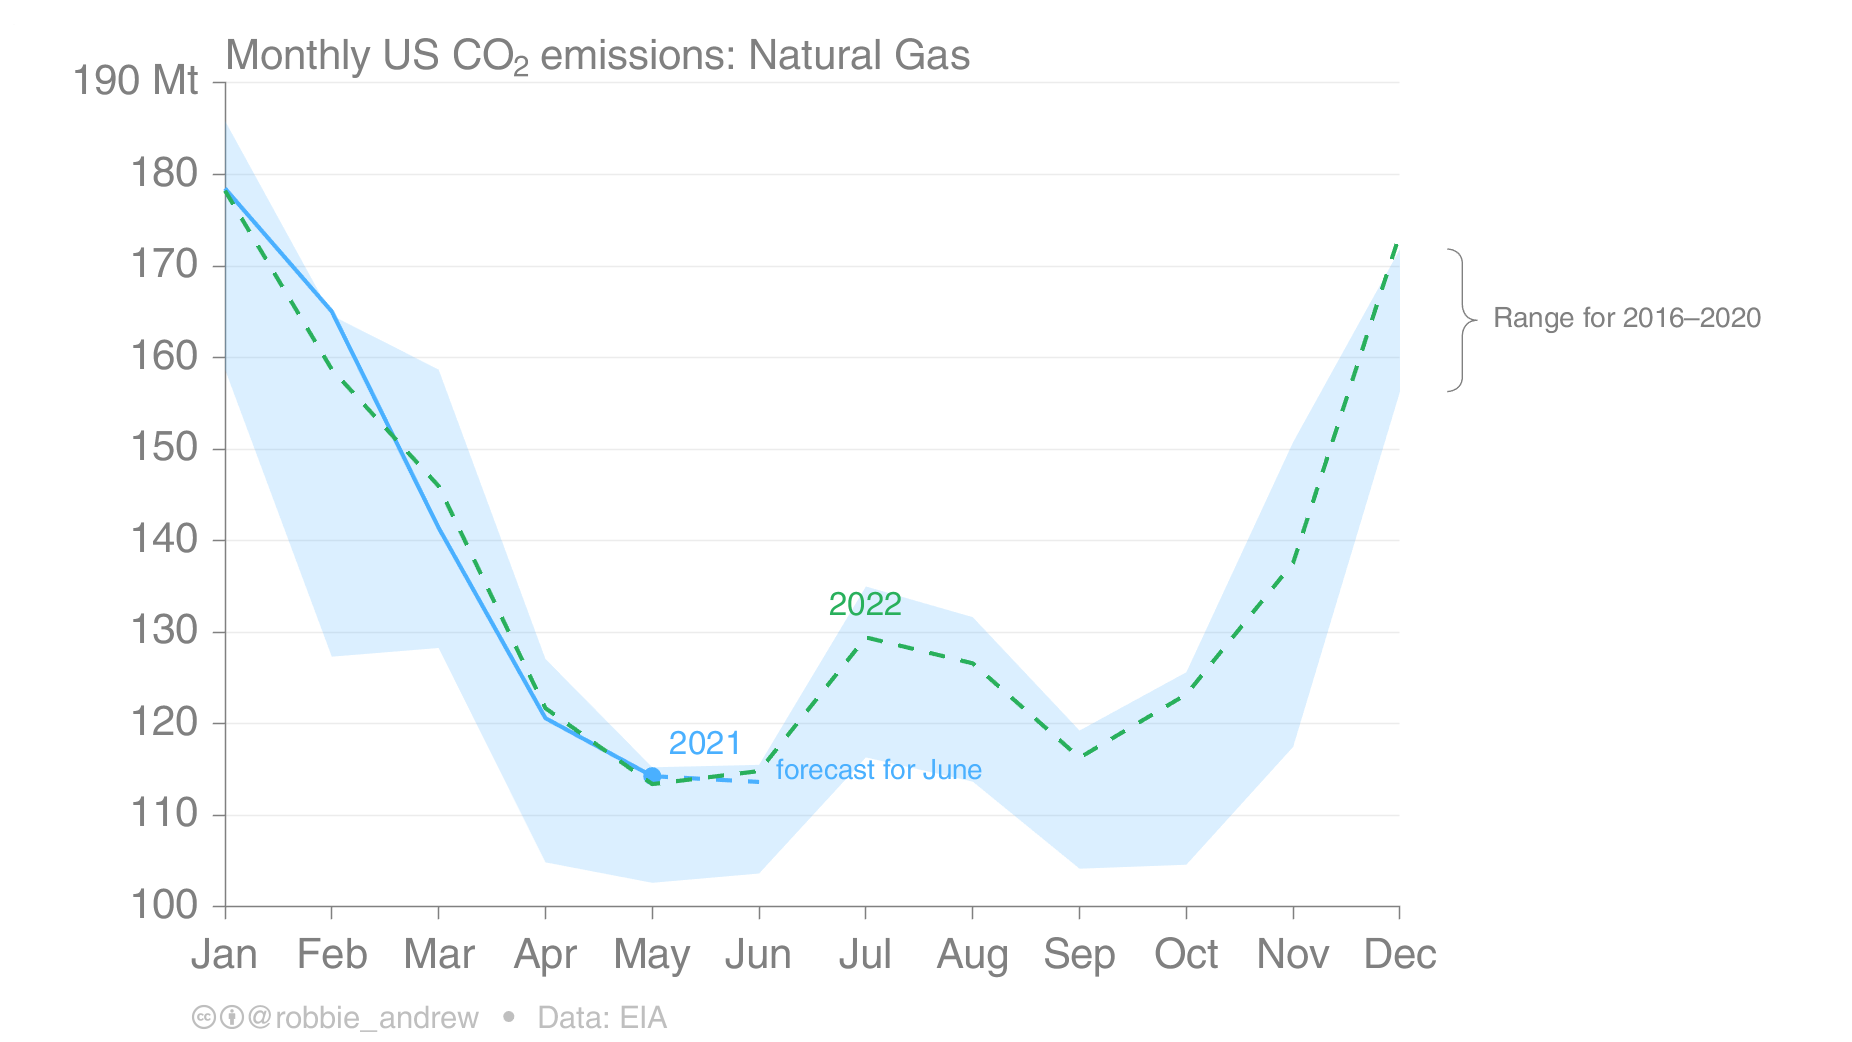 Monthly US CO₂ emissions: Natural Gas
190 Mt
180
170
160
150
140
130
120
110
100
Range for 2016–2020
2022
2021
forecast for June
Jan Feb Mar Apr May Jun Jul Aug Sep Oct Nov Dec
cc @robbie_andrew • Data: EIA